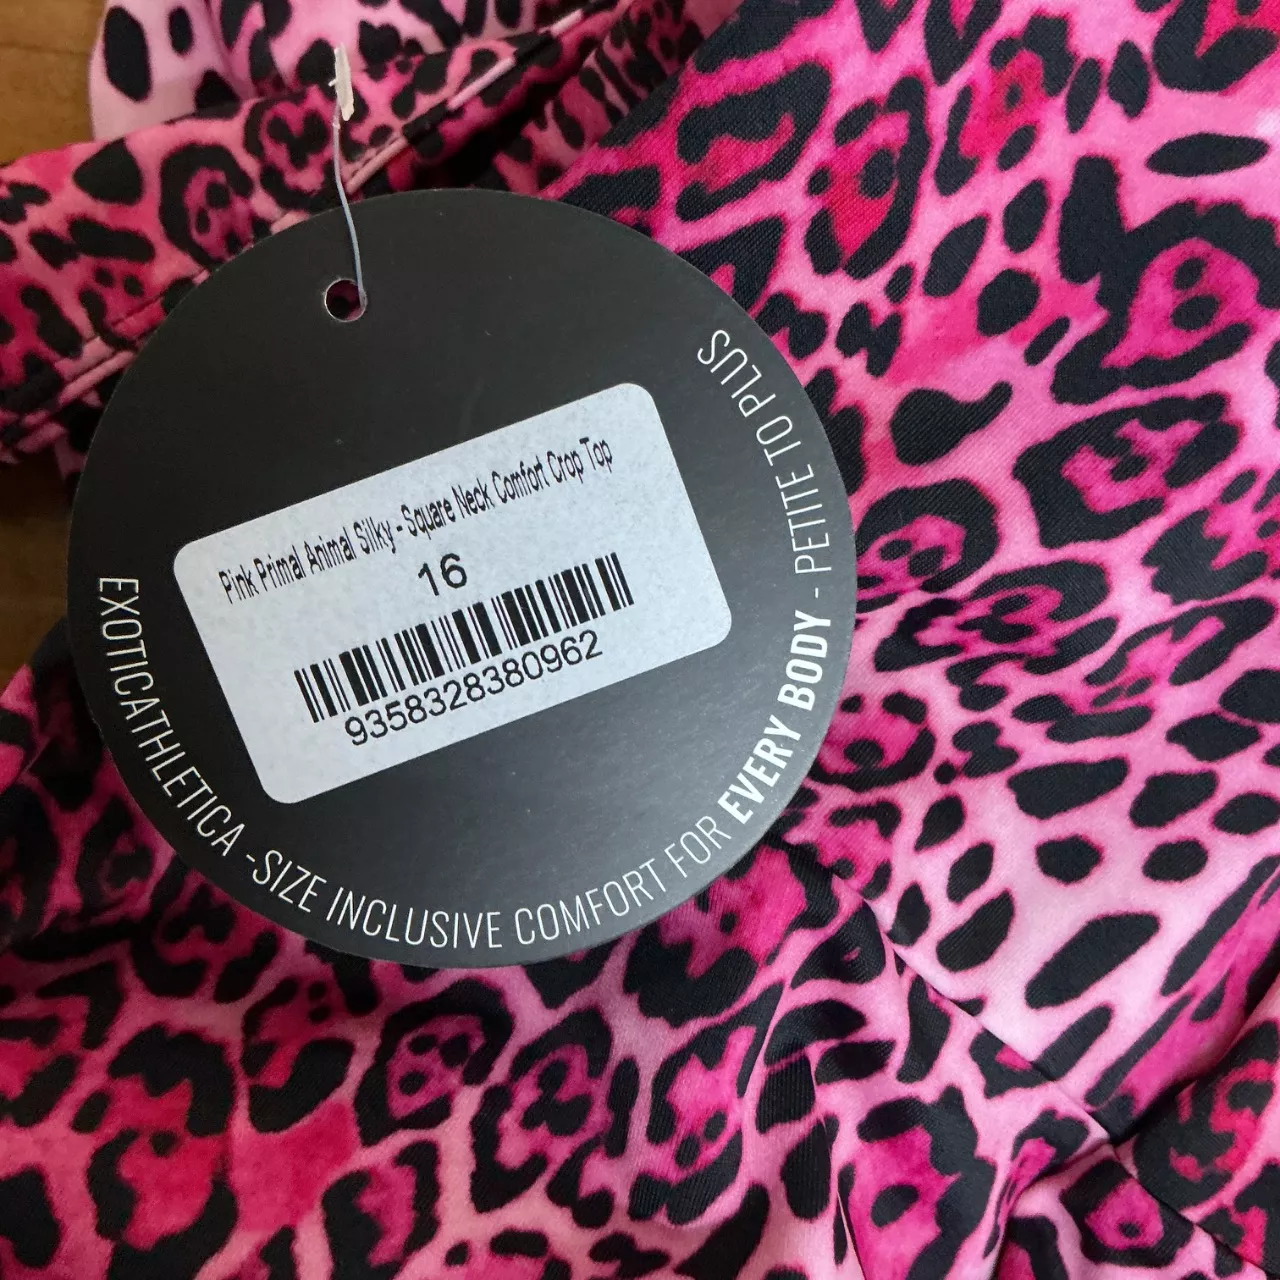 Pink Primal Animal Silky - Square Neck Comfort Crop Top
16
9358328380962
EXOTICATHLETICA - SIZE INCLUSIVE COMFORT FOR EVERY BODY - PETITE TO PLUS